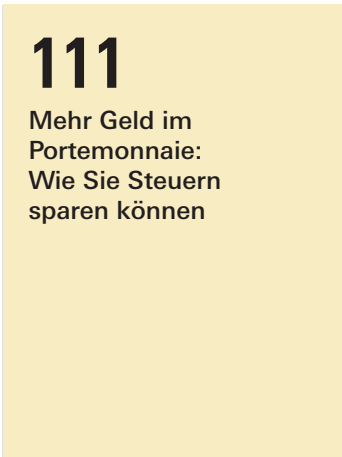 111
Mehr Geld im
Portemonnaie:
Wie Sie Steuern
sparen können